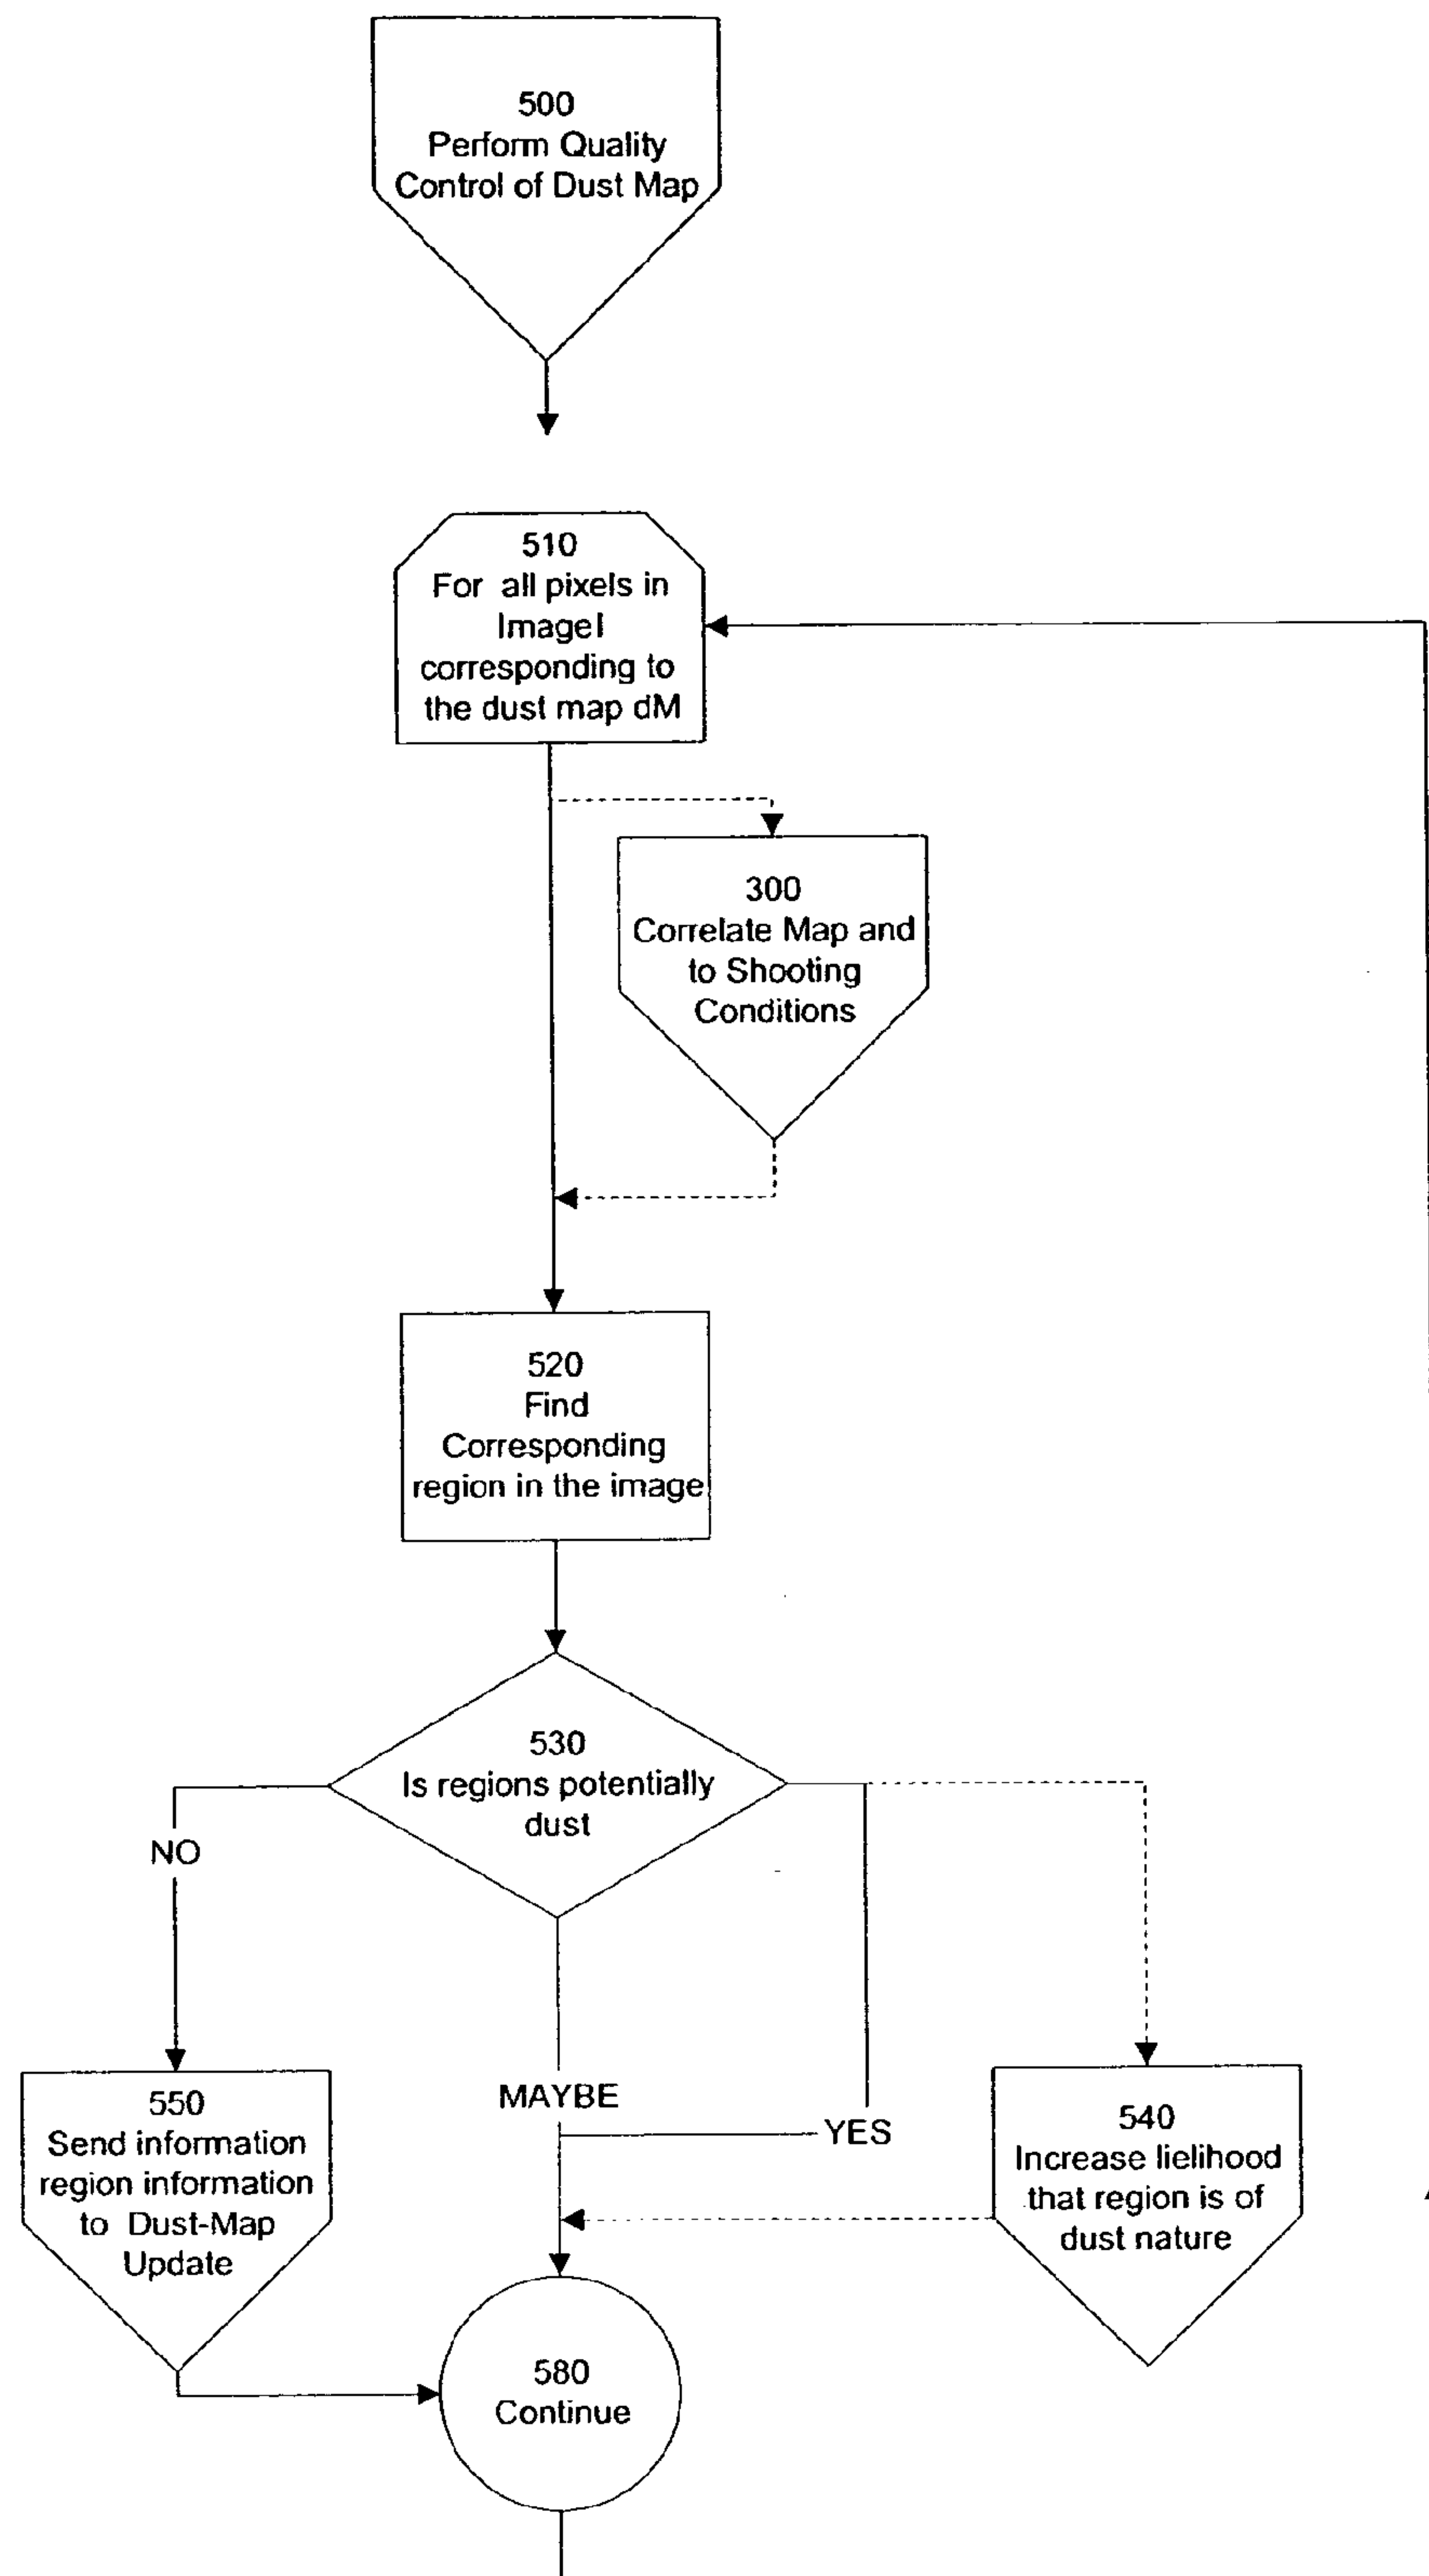 500
Perform Quality
Control of Dust Map
510
For all pixels in
ImageI
corresponding to
the dust map dM
300
Correlate Map and
to Shooting
Conditions
520
Find
Corresponding
region in the image
530
Is regions potentially
dust
NO
MAYBE
YES
550
Send information
region information
to Dust-Map
Update
540
Increase lielihood
that region is of
dust nature
580
Continue